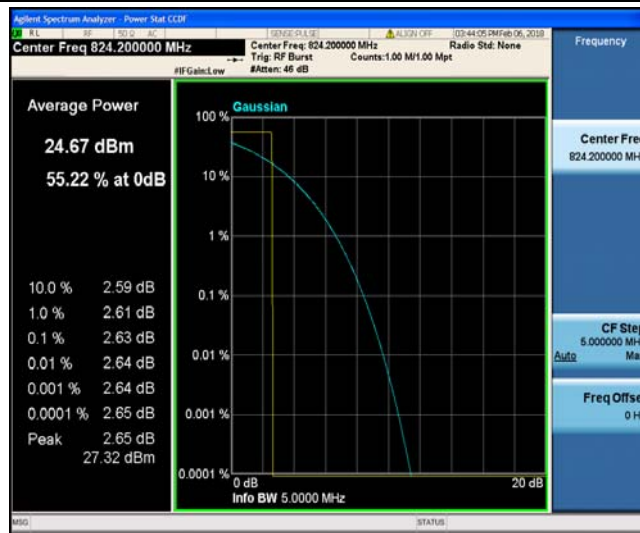 Agilent Spectrum Analyzer - Power Stat CCDF
RL RF 50 Ω AC SENSE:PULSE ALIGN OFF 03:44:05 PM Feb 06, 2018
Center Freq 824.200000 MHz
Center Freq: 824.200000 MHz Radio Std: None
Trig: RF Burst Counts:1.00 M/1.00 Mpt
#IFGain:Low #Atten: 46 dB
Frequency
Average Power
24.67 dBm
55.22 % at 0dB
10.0 % 2.59 dB
1.0 % 2.61 dB
0.1 % 2.63 dB
0.01 % 2.64 dB
0.001 % 2.64 dB
0.0001 % 2.65 dB
Peak 2.65 dB
27.32 dBm
Gaussian
100 %
10 %
1 %
0.1 %
0.01 %
0.001 %
0.0001 %
0 dB 20 dB
Info BW 5.0000 MHz
Center Fre
824.200000 MH
CF Step
5.000000 MH
Auto Ma
Freq Offse
0 H
MSG STATUS